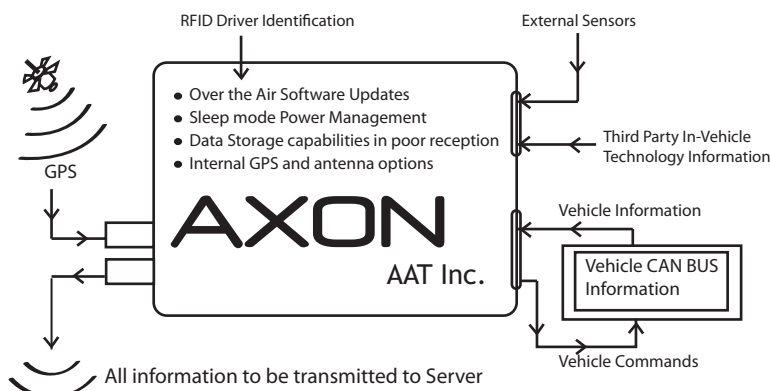 RFID Driver Identification
External Sensors
• Over the Air Software Updates
• Sleep mode Power Management
• Data Storage capabilities in poor reception
• Internal GPS and antenna options
Third Party In-Vehicle
Technology Information
GPS
AXON
AAT Inc.
Vehicle Information
Vehicle CAN BUS
Information
Vehicle Commands
All information to be transmitted to Server